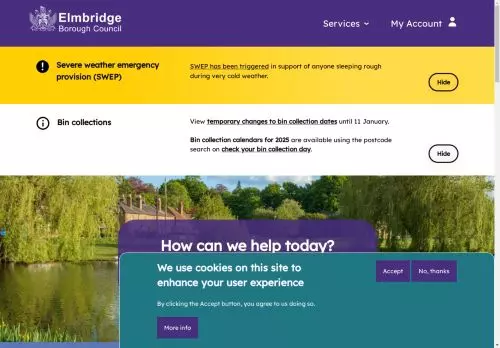 Elmbridge
Borough Council
Services
My Account
Severe weather emergency
provision (SWEP)
SWEP has been triggered in support of anyone sleeping rough
during very cold weather.
Hide
Bin collections
View temporary changes to bin collection dates until 11 January.
Bin collection calendars for 2025 are available using the postcode
search on check your bin collection day.
Hide
How can we help today?
We use cookies on this site to
enhance your user experience
By clicking the Accept button, you agree to us doing so.
Accept
No, thanks
More info